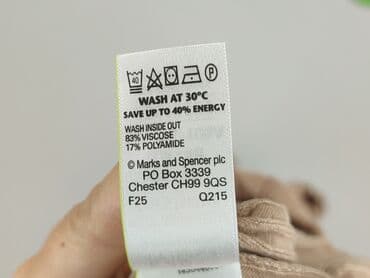 40 P
WASH AT 30°C
SAVE UP TO 40% ENERGY
WASH INSIDE OUT
83% VISCOSE
17% POLYAMIDE
© Marks and Spencer plc
PO Box 3339
Chester CH99 9QS
F25 Q215